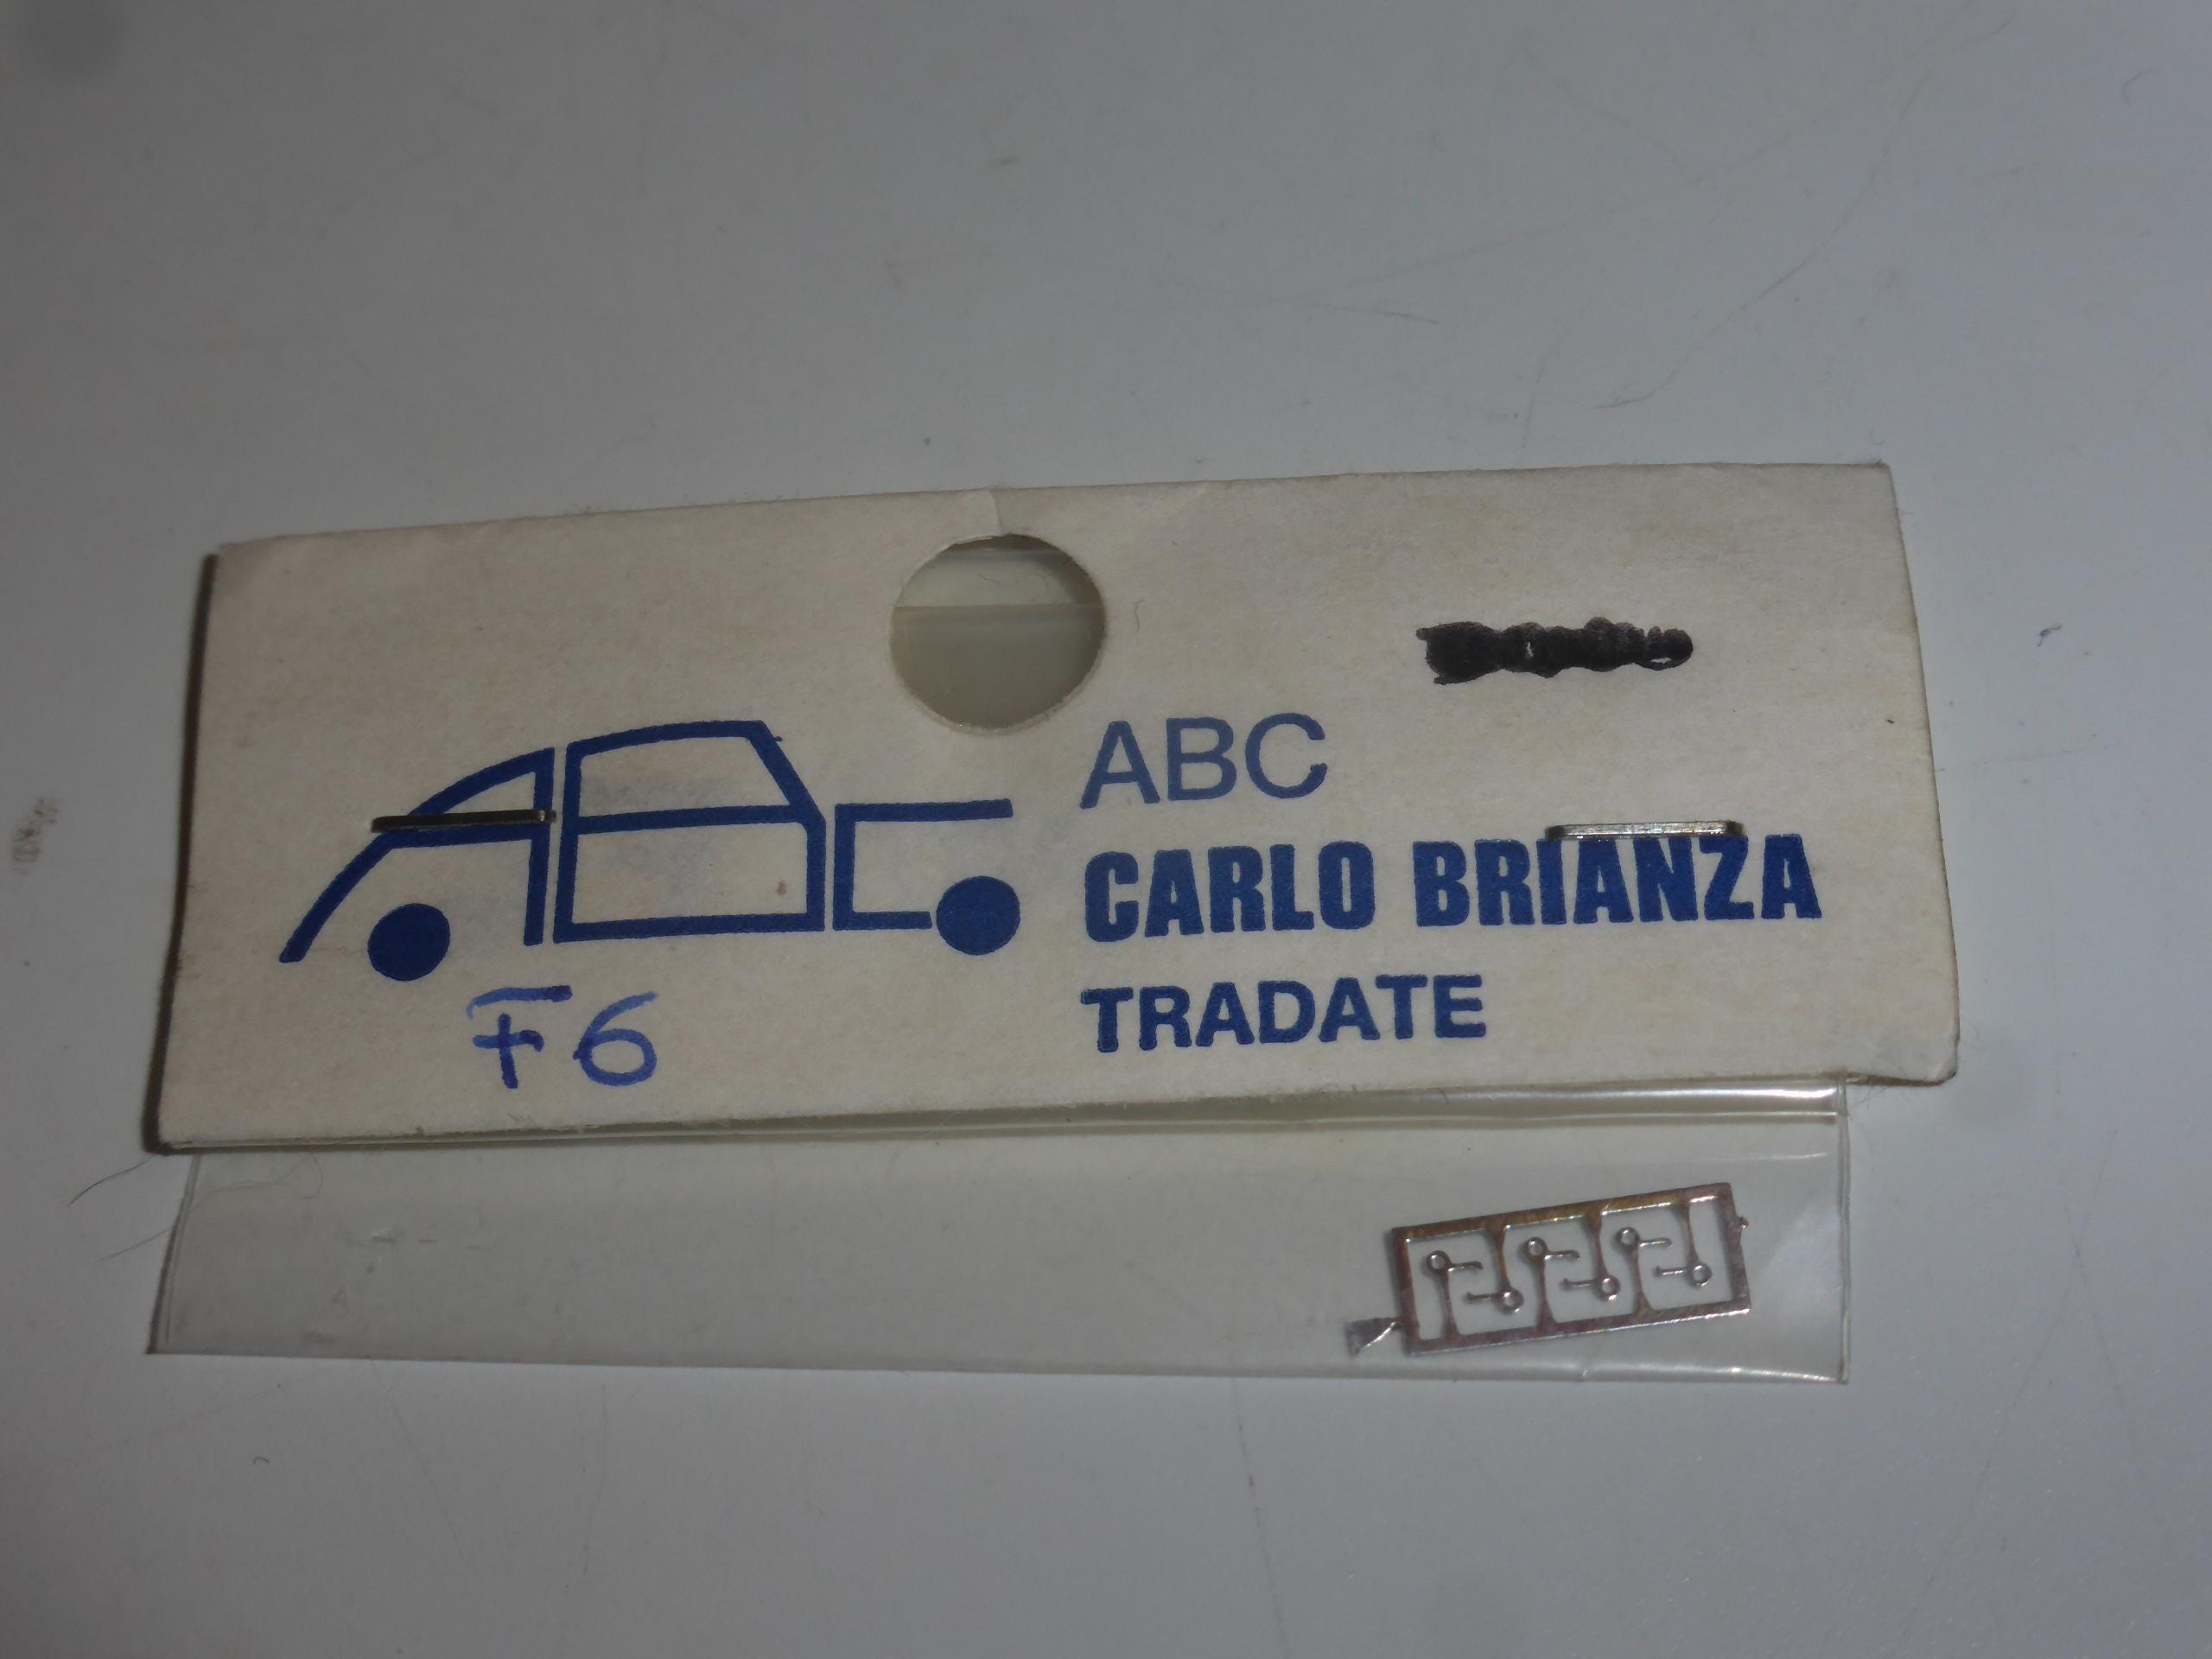 ABC
CARLO BRIANZA
TRADATE
F6